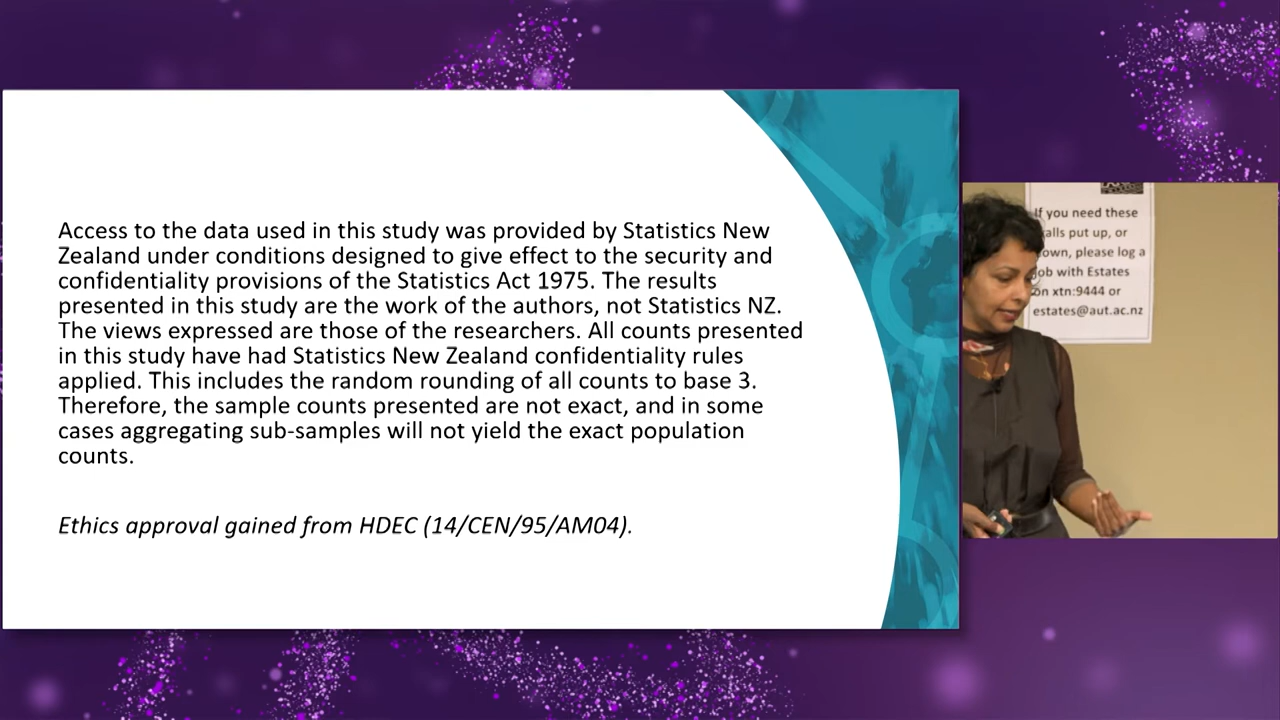 Access to the data used in this study was provided by Statistics New
Zealand under conditions designed to give effect to the security and
confidentiality provisions of the Statistics Act 1975. The results
presented in this study are the work of the authors, not Statistics NZ.
The views expressed are those of the researchers. All counts presented
in this study have had Statistics New Zealand confidentiality rules
applied. This includes the random rounding of all counts to base 3.
Therefore, the sample counts presented are not exact, and in some
cases aggregating sub-samples will not yield the exact population
counts.
Ethics approval gained from HDEC (14/CEN/95/AM04).
If you need these
put up, or
please log a
with Estates
on xtn:9444 or
estates@aut.ac.nz